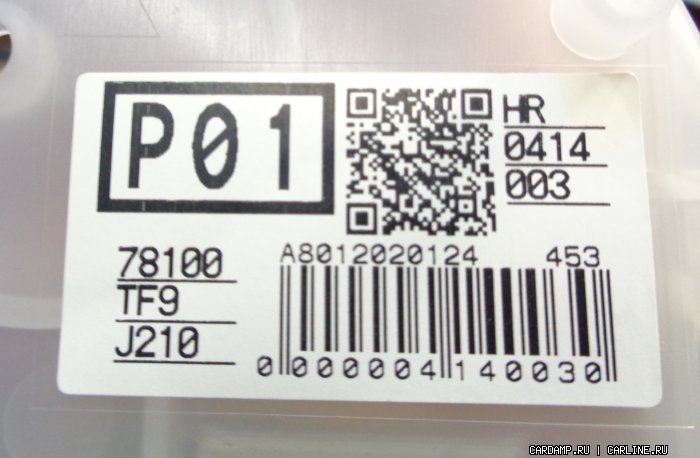 P01
HR
0414
003
78100
TF9
J210
A8012020124 453
0 000004 140030
CARDAMP.RU | CARLINE.RU